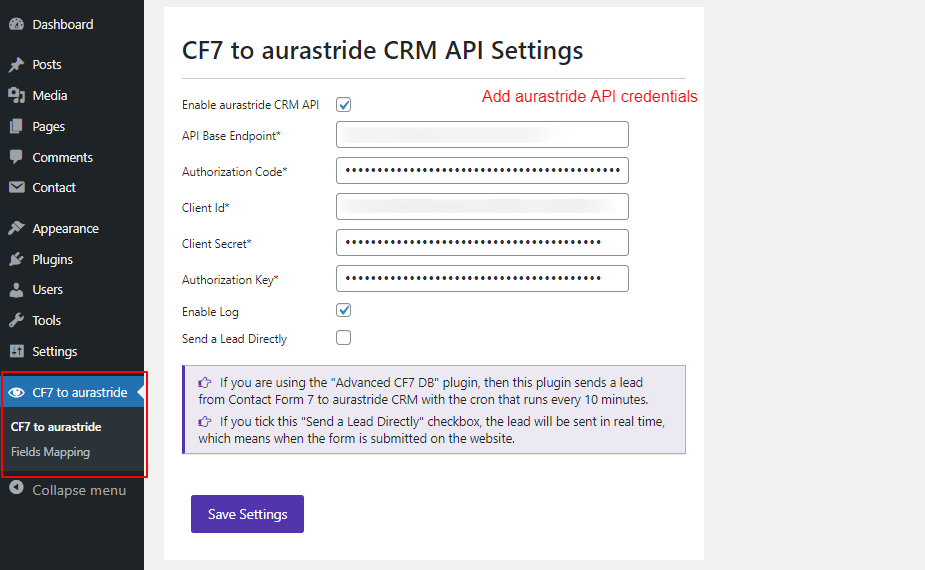 Dashboard
Posts
Media
Pages
Comments
Contact
Appearance
Plugins
Users
Tools
Settings
CF7 to aurastride
CF7 to aurastride
Fields Mapping
Collapse menu
CF7 to aurastride CRM API Settings
Add aurastride API credentials
Enable aurastride CRM API
API Base Endpoint*
Authorization Code*
Client Id*
Client Secret*
Authorization Key*
Enable Log
Send a Lead Directly
If you are using the "Advanced CF7 DB" plugin, then this plugin sends a lead
from Contact Form 7 to aurastride CRM with the cron that runs every 10 minutes.
If you tick this "Send a Lead Directly" checkbox, the lead will be sent in real time,
which means when the form is submitted on the website.
Save Settings